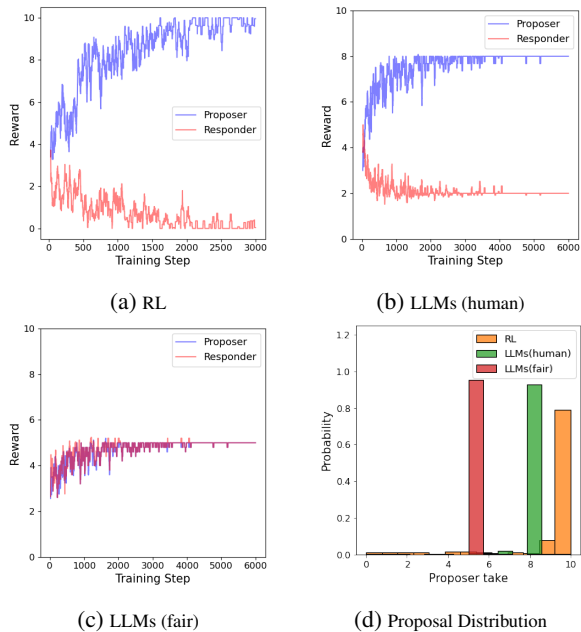 10
8
6
4
2
0
Reward
Proposer
Responder
0 500 1000 1500 2000 2500 3000
Training Step
(a) RL
10
8
6
4
2
0
Reward
Proposer
Responder
0 1000 2000 3000 4000 5000 6000
Training Step
(b) LLMs (human)
10
8
6
4
2
0
Reward
Proposer
Responder
0 1000 2000 3000 4000 5000 6000
Training Step
(c) LLMs (fair)
1.2
1.0
0.8
0.6
0.4
0.2
0.0
Probability
RL
LLMs(human)
LLMs(fair)
0 2 4 6 8 10
Proposer take
(d) Proposal Distribution